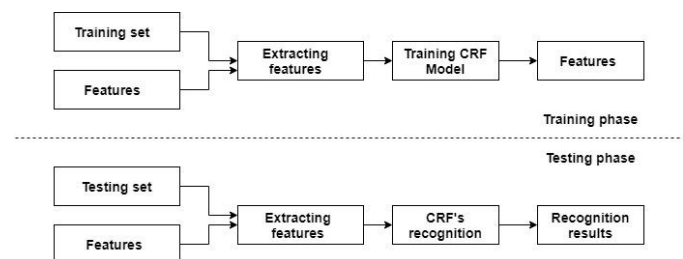 Training set
Features
Extracting
features
Training CRF
Model
Features
Training phase
Testing phase
Testing set
Features
Extracting
features
CRF's
recognition
Recognition
results